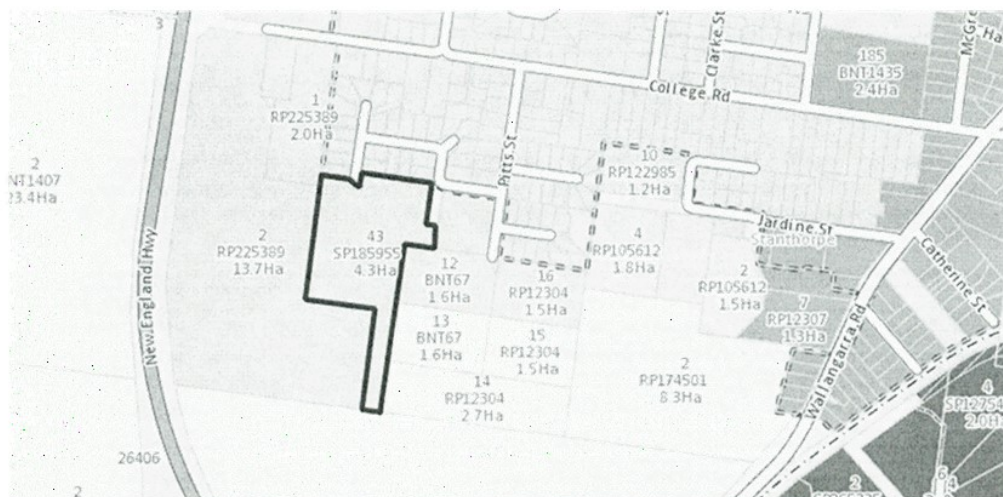 3
185
BNT1435
2.4Ha
Clarke St
College Rd
1
RP225389
2.0Ha
Pitts St
10
RP122985
1.2Ha
2
NT1407
23.4Ha
43
SP185955
4.3Ha
2
RP225389
13.7Ha
4
RP105612
1.8Ha
Jardine St
Stanthorpe
Catherine St
12
BNT67
1.6Ha
16
RP12304
1.5Ha
2
RP105612
1.5Ha
7
RP12307
1.3Ha
New England Hwy
13
BNT67
1.6Ha
15
RP12304
1.5Ha
Wallangarra Rd
14
RP12304
2.7Ha
2
RP174501
8.3Ha
4
SP12754
2.0Ha
26406
2
2